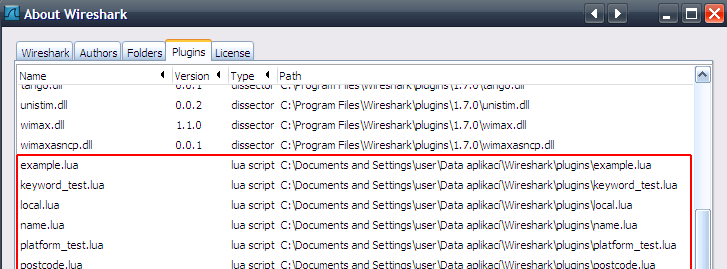 About Wireshark
Wireshark Authors Folders Plugins License
Name Version Type Path
tango.dll 0.0.1 dissector C:\Program Files\Wireshark\plugins\1.7.0\tango.dll
unistim.dll 0.0.2 dissector C:\Program Files\Wireshark\plugins\1.7.0\unistim.dll
wimax.dll 1.1.0 dissector C:\Program Files\Wireshark\plugins\1.7.0\wimax.dll
wimaxasncp.dll 0.0.1 dissector C:\Program Files\Wireshark\plugins\1.7.0\wimaxasncp.dll
example.lua lua script C:\Documents and Settings\user\Data aplikací\Wireshark\plugins\example.lua
keyword_test.lua lua script C:\Documents and Settings\user\Data aplikací\Wireshark\plugins\keyword_test.lua
local.lua lua script C:\Documents and Settings\user\Data aplikací\Wireshark\plugins\local.lua
name.lua lua script C:\Documents and Settings\user\Data aplikací\Wireshark\plugins\name.lua
platform_test.lua lua script C:\Documents and Settings\user\Data aplikací\Wireshark\plugins\platform_test.lua
postcode.lua lua script C:\Documents and Settings\user\Data aplikací\Wireshark\plugins\postcode.lua